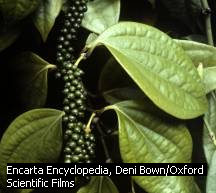 Encarta Encyclopedia, Deni Bown/Oxford
Scientific Films